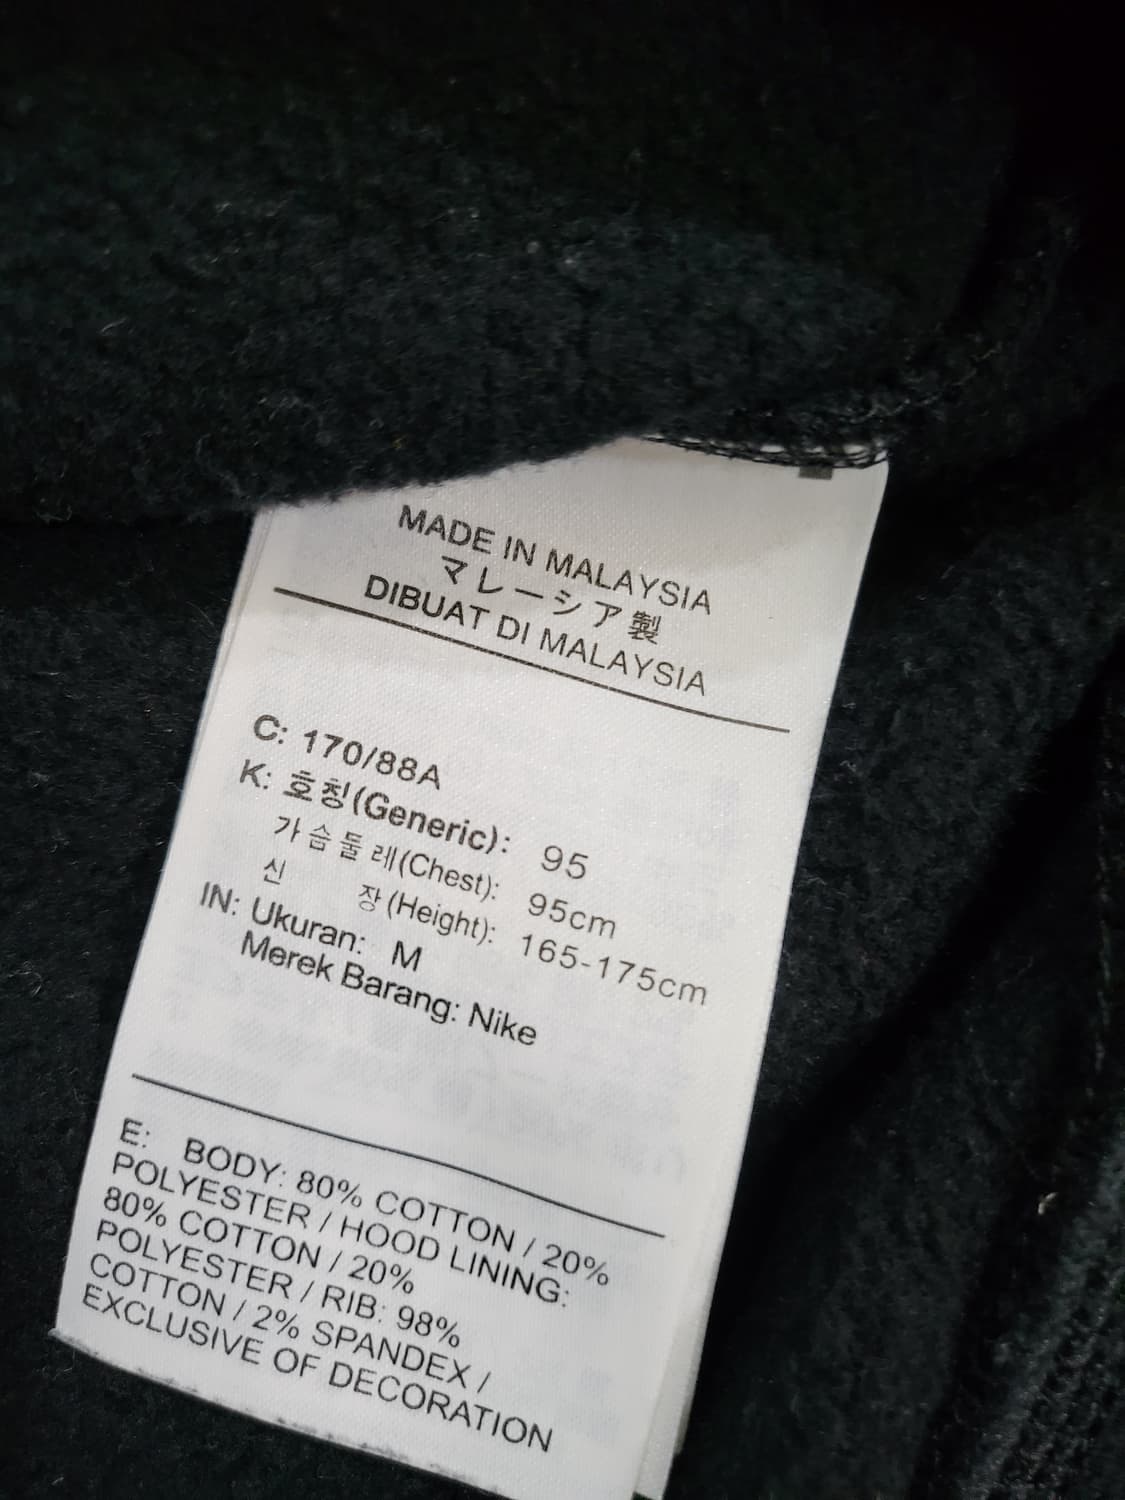 MADE IN MALAYSIA
マレーシア製
DIBUAT DI MALAYSIA
C: 170/88A
K: 호칭(Generic): 95
가슴둘레(Chest): 95cm
신 장(Height): 165-175cm
IN: Ukuran: M
Merek Barang: Nike
E: BODY: 80% COTTON / 20%
POLYESTER / HOOD LINING:
80% COTTON / 20%
POLYESTER / RIB: 98%
COTTON / 2% SPANDEX /
EXCLUSIVE OF DECORATION